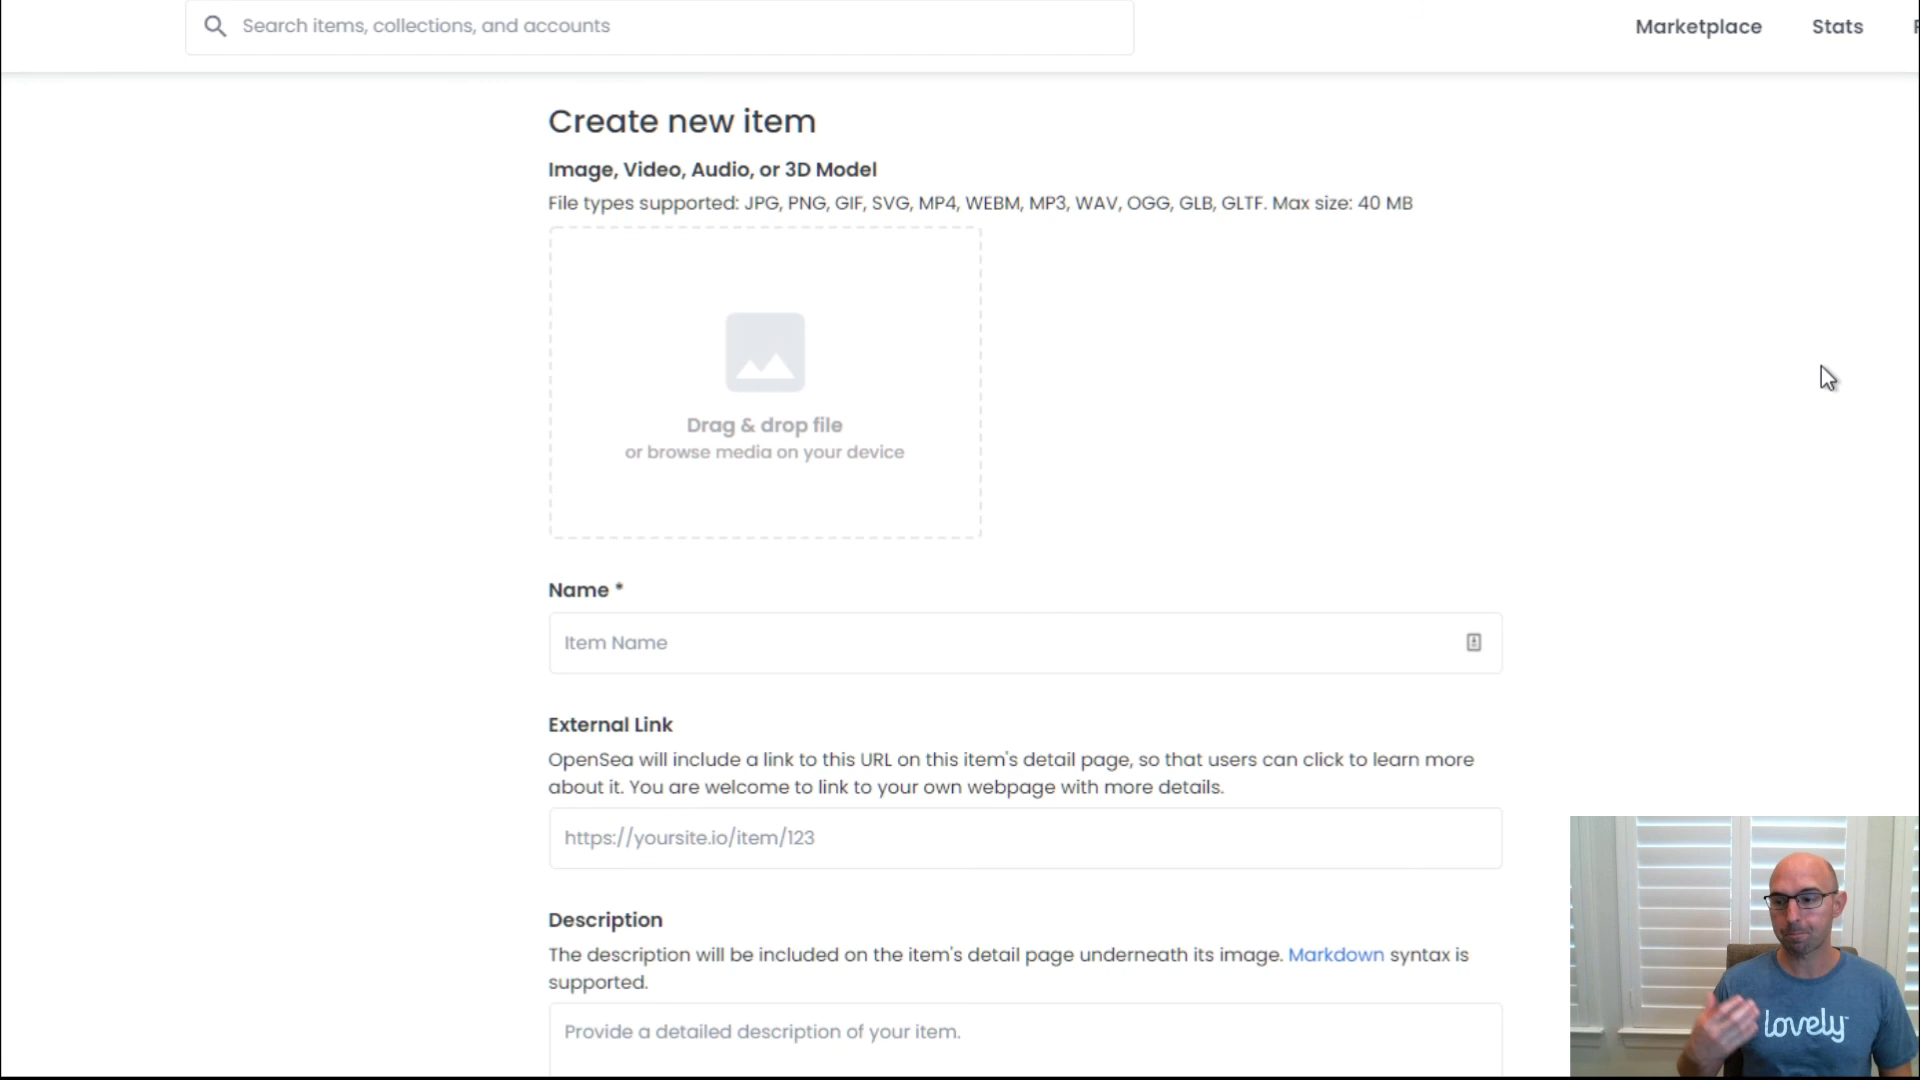 Search items, collections, and accounts
Marketplace
Stats
Create new item
Image, Video, Audio, or 3D Model
File types supported: JPG, PNG, GIF, SVG, MP4, WEBM, MP3, WAV, OGG, GLB, GLTF. Max size: 40 MB
Drag & drop file
or browse media on your device
Name *
Item Name
External Link
OpenSea will include a link to this URL on this item's detail page, so that users can click to learn more
about it. You are welcome to link to your own webpage with more details.
https://yoursite.io/item/123
Description
The description will be included on the item's detail page underneath its image. Markdown syntax is
supported.
Provide a detailed description of your item.
lovely